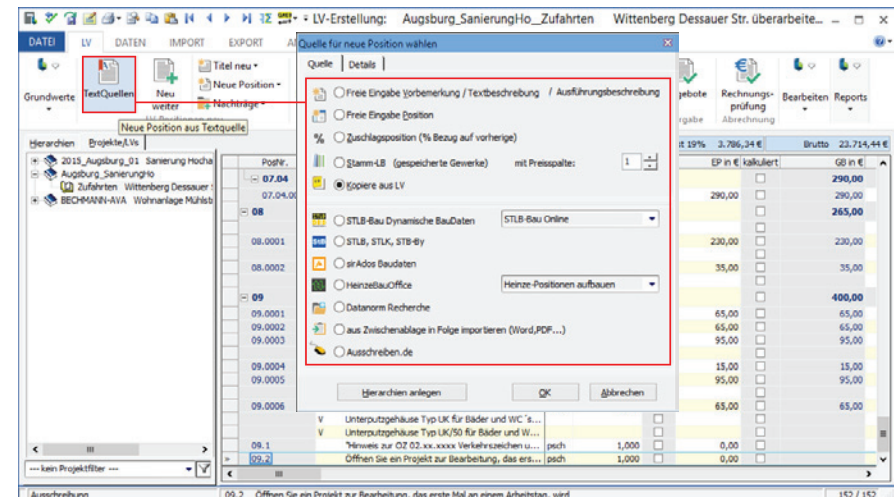 LV-Erstellung: Augsburg_SanierungHo__Zufahrten Wittenberg Dessauer Str. überarbeite...
DATEI LV DATEN IMPORT EXPORT
Grundwerte
TextQuellen
Neu weiter
Titel neu
Neue Position
Nachträge
Rechnungs-prüfung
Abrechnung
Bearbeiten
Reports
Neue Position aus Textquelle
Hierarchien Projekte/LVs
2015_Augsburg_01 Sanierung Hocha
Augsburg_SanierungHo
Zufahrten Wittenberg Dessauer
BECHMANN-AVA Wohnanlage Mühlsb
--- kein Projektfilter ---
Quelle für neue Position wählen
Quelle Details
Freie Eingabe Vorbemerkung / Textbeschreibung / Ausführungsbeschreibung
Freie Eingabe Position
% Zuschlagsposition (% Bezug auf vorherige)
Stamm-LB (gespeicherte Gewerke) mit Preisspalte: 1
Kopiere aus LV
STLB-Bau Dynamische BauDaten STLB-Bau Online
STLB, STLK, STB-By
sirAdos Baudaten
HeinzeBauOffice Heinze-Positionen aufbauen
Datanorm Recherche
aus Zwischenablage in Folge importieren (Word,PDF...)
Ausschreiben.de
Hierarchien anlegen OK Abbrechen
19% 3.786,34 € Brutto 23.714,44 €
PosNr. EP in € kalkuliert GB in €
07.04 290,00
07.04.00 290,00 290,00
08 265,00
08.0001 230,00 230,00
08.0002 35,00 35,00
09 400,00
09.0001 65,00 65,00
09.0002 65,00 65,00
09.0003 95,00 95,00
09.0004 15,00 15,00
09.0005 95,00 95,00
09.0006 65,00 65,00
V Unterputzgehäuse Typ UK für Bäder und WC´s...
V Unterputzgehäuse Typ UK/50 für Bäder und W...
09.1 "Hinweis zur OZ 02.xx.xxxx Verkehrszeichen u... psch 1,000 0,00
09.2 Öffnen Sie ein Projekt zur Bearbeitung, das ers... psch 1,000 0,00
Ausschreibung 09.2 Öffnen Sie ein Projekt zur Bearbeitung, das erste Mal an einem Arbeitstag, wird 152 / 152